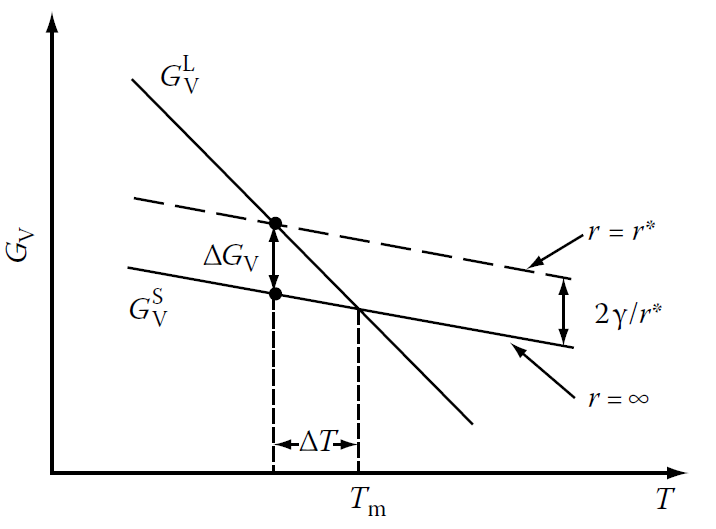 G_V^L
r = r*
G_V
ΔG_V
G_V^S
2γ/r*
r = ∞
ΔT
T_m
T